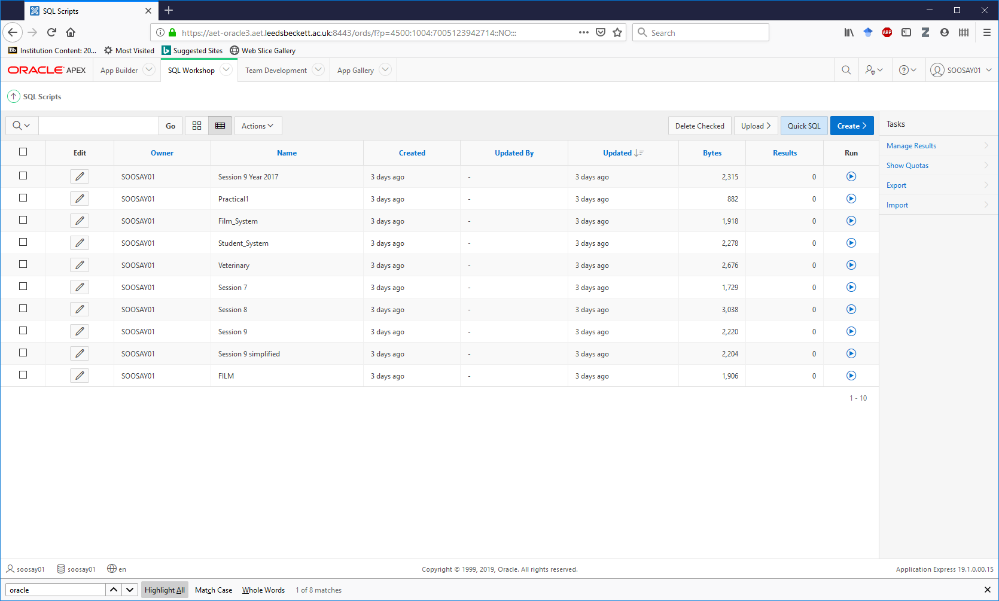 SQL Scripts
https://aet-oracle3.aet.leedsbeckett.ac.uk:8443/ords/f?p=4500:1004:7005123942714::NO:::
Search
ABP
Bb Institution Content: 20... Most Visited Suggested Sites Web Slice Gallery
ORACLE APEX App Builder SQL Workshop Team Development App Gallery SOOSAY01
SQL Scripts
Go Actions Delete Checked Upload Quick SQL Create
Tasks
Manage Results
Show Quotas
Export
Import
Edit Owner Name Created Updated By Updated Bytes Results Run
SOOSAY01 Session 9 Year 2017 3 days ago - 3 days ago 2,315 0
SOOSAY01 Practical1 3 days ago - 3 days ago 882 0
SOOSAY01 Film_System 3 days ago - 3 days ago 1,918 0
SOOSAY01 Student_System 3 days ago - 3 days ago 2,278 0
SOOSAY01 Veterinary 3 days ago - 3 days ago 2,676 0
SOOSAY01 Session 7 3 days ago - 3 days ago 1,729 0
SOOSAY01 Session 8 3 days ago - 3 days ago 3,038 0
SOOSAY01 Session 9 3 days ago - 3 days ago 2,220 0
SOOSAY01 Session 9 simplified 3 days ago - 3 days ago 2,204 0
SOOSAY01 FILM 3 days ago - 3 days ago 1,906 0
1 - 10
soosay01 soosay01 en Copyright © 1999, 2019, Oracle. All rights reserved. Application Express 19.1.0.00.15
oracle Highlight All Match Case Whole Words 1 of 8 matches